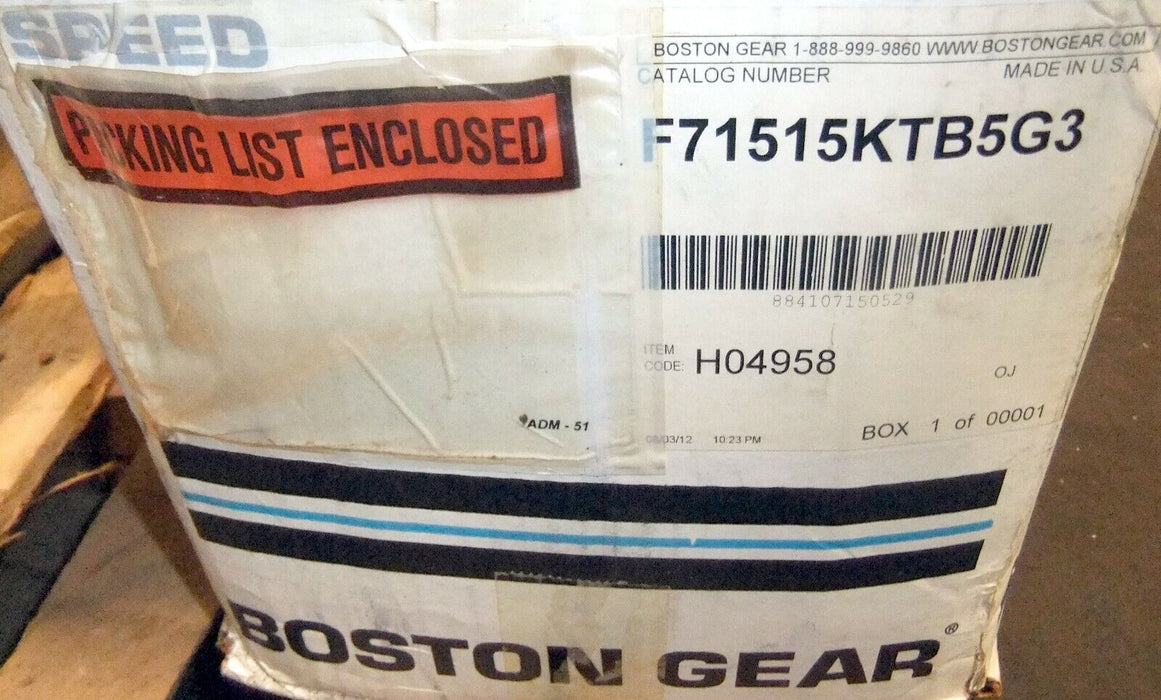 SPEED
PACKING LIST ENCLOSED
ADM - 51
BOSTON GEAR 1-888-999-9860 WWW.BOSTONGEAR.COM
CATALOG NUMBER MADE IN U.S.A.
F71515KTB5G3
884107150529
ITEM
CODE: H04958
OJ
10:23 PM BOX 1 of 00001
BOSTON GEAR®